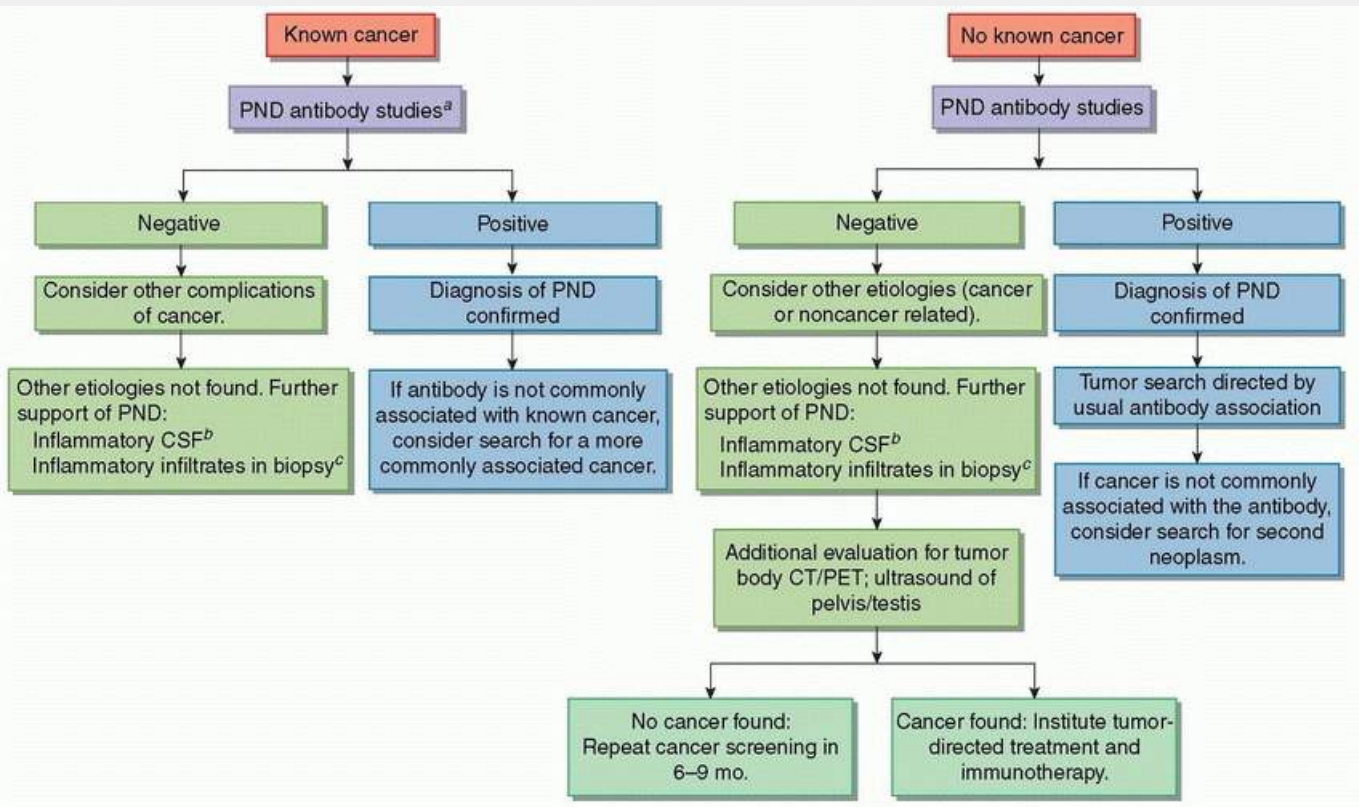 Known cancer
PND antibody studiesᵃ
Negative
Consider other complications
of cancer.
Other etiologies not found. Further
support of PND:
Inflammatory CSFᵇ
Inflammatory infiltrates in biopsyᶜ
Positive
Diagnosis of PND
confirmed
If antibody is not commonly
associated with known cancer,
consider search for a more
commonly associated cancer.
No known cancer
PND antibody studies
Negative
Consider other etiologies (cancer
or noncancer related).
Other etiologies not found. Further
support of PND:
Inflammatory CSFᵇ
Inflammatory infiltrates in biopsyᶜ
Additional evaluation for tumor
body CT/PET; ultrasound of
pelvis/testis
No cancer found:
Repeat cancer screening in
6–9 mo.
Cancer found: Institute tumor-
directed treatment and
immunotherapy.
Positive
Diagnosis of PND
confirmed
Tumor search directed by
usual antibody association
If cancer is not commonly
associated with the antibody,
consider search for second
neoplasm.